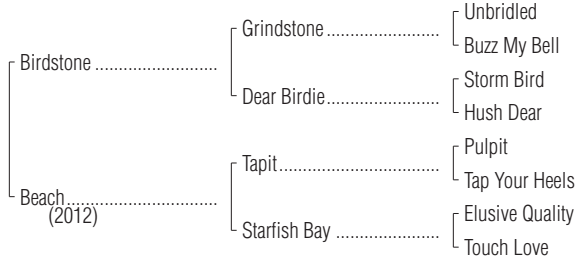 Unbridled
Grindstone ..............................
Buzz My Bell
Birdstone .................................
Storm Bird
Dear Birdie..............................
Hush Dear
Pulpit
Tapit...........................................
Tap Your Heels
Beach.........................................
(2012)
Elusive Quality
Starfish Bay ............................
Touch Love